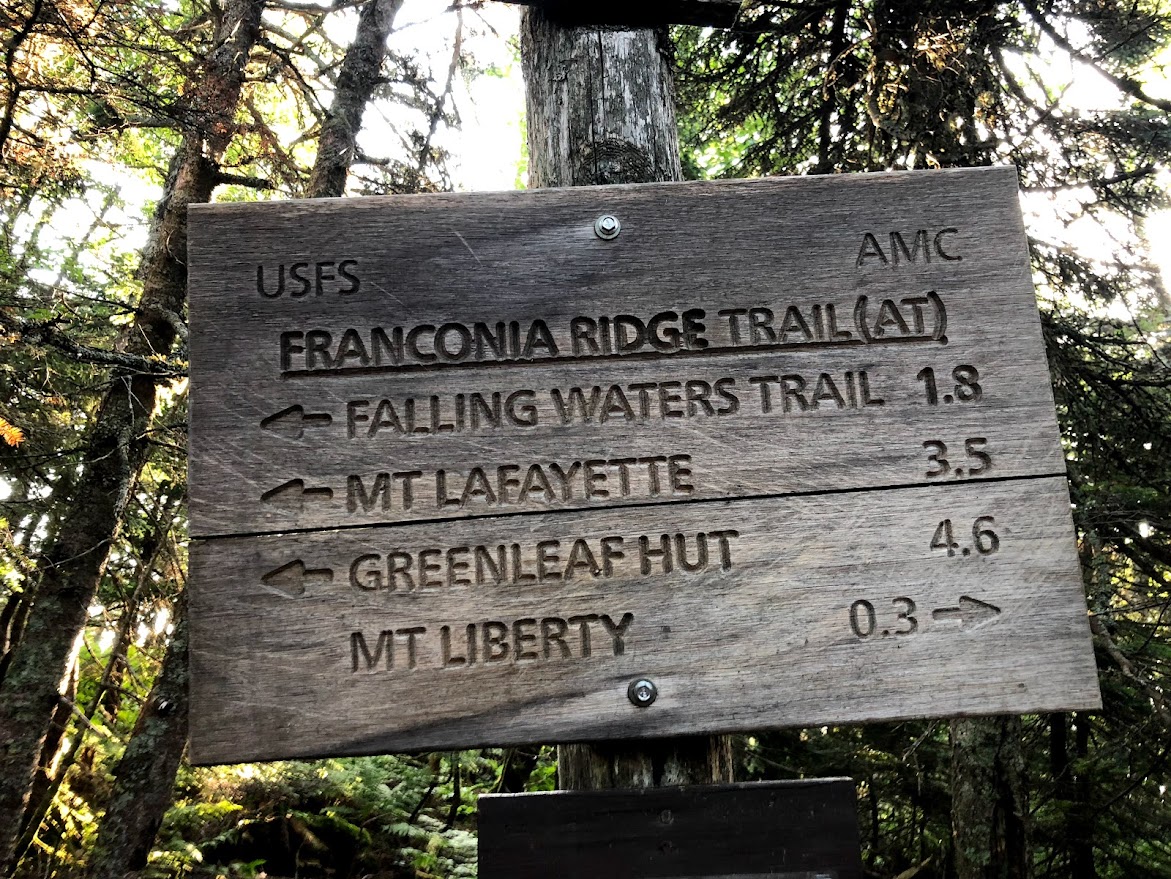 USFS AMC
FRANCONIA RIDGE TRAIL (AT)
← FALLING WATERS TRAIL 1.8
← MT LAFAYETTE 3.5
← GREENLEAF HUT 4.6
MT LIBERTY 0.3 →